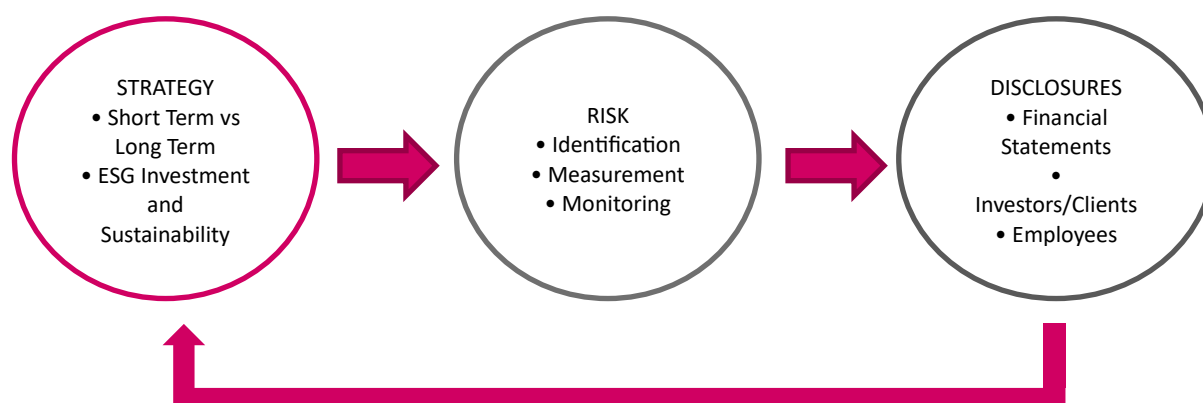 STRATEGY
• Short Term vs
Long Term
• ESG Investment
and
Sustainability
RISK
• Identification
• Measurement
• Monitoring
DISCLOSURES
• Financial
Statements
•
Investors/Clients
• Employees